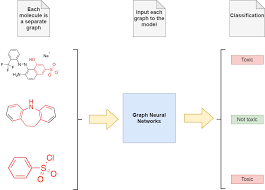 Each
molecule is
a separate
graph
Input each
graph to the
model
Classification
Toxic
Graph Neural
Networks
Not toxic
Toxic